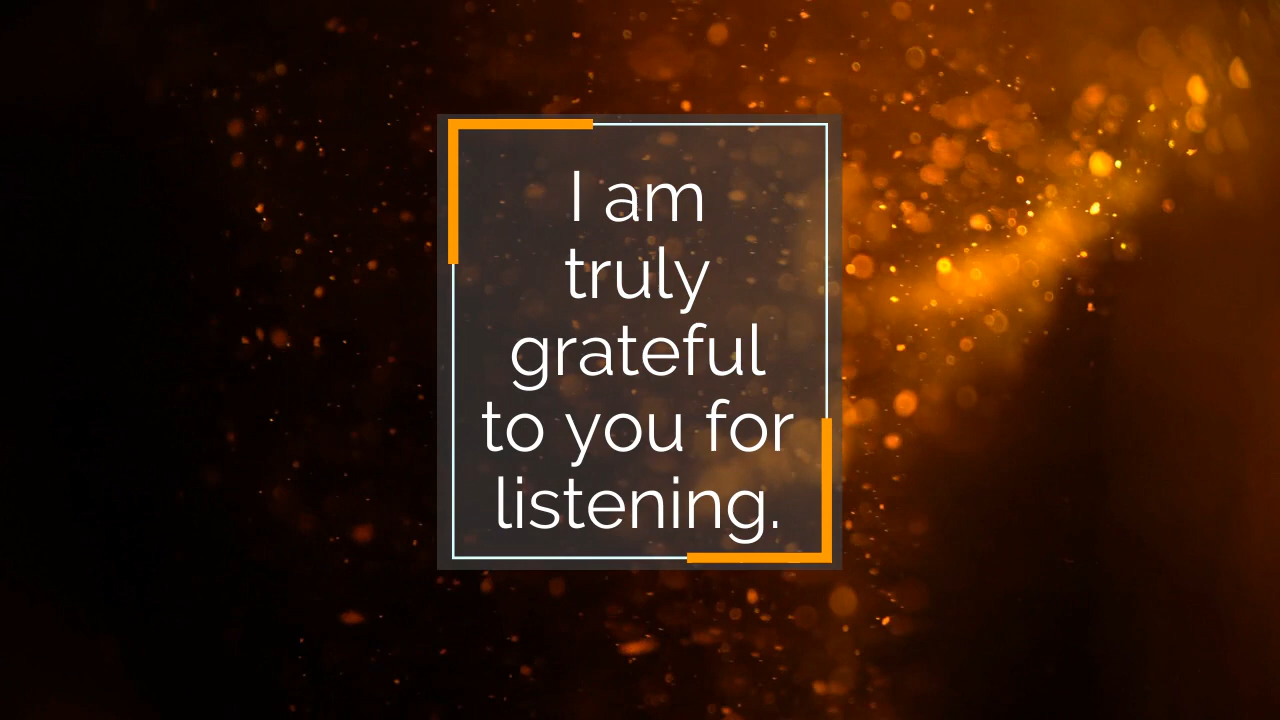 I am
truly
grateful
to you for
listening.